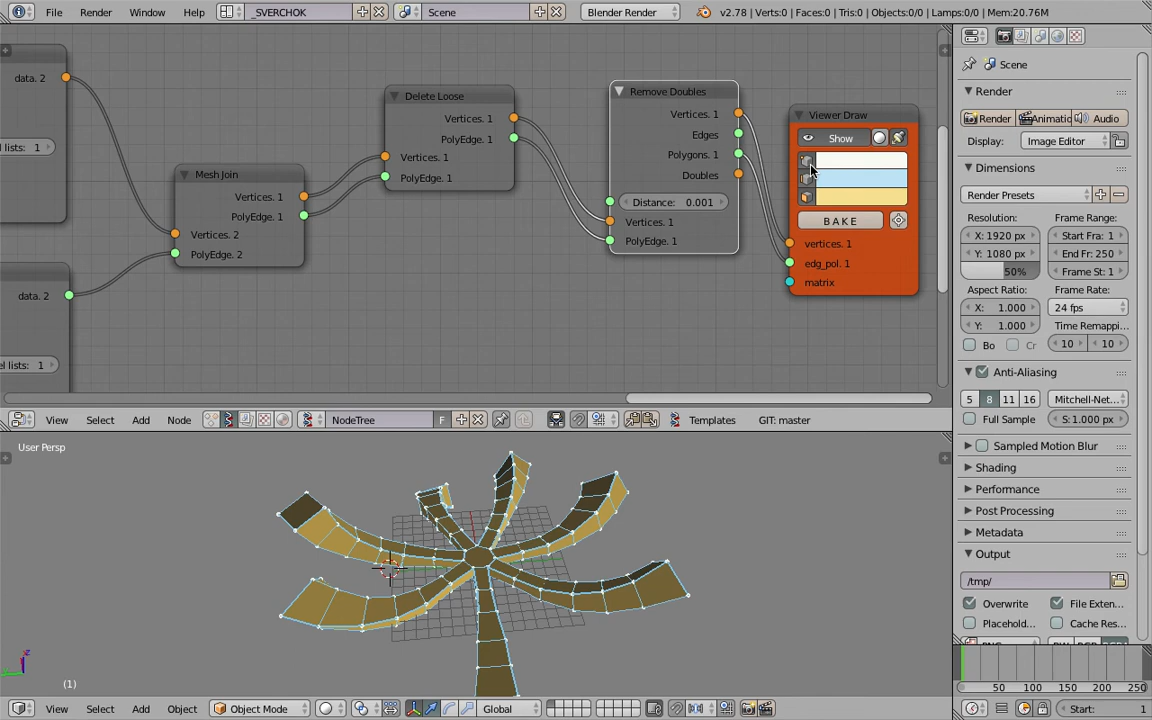 File Render Window Help _SVERCHOK Scene Blender Render v2.78 | Verts:0 | Faces:0 | Tris:0 | Objects:0/0 | Lamps:0/0 | Mem:20.76M
data. 2
el lists: 1
data. 2
el lists: 1
Mesh Join
Vertices. 1
PolyEdge. 1
Vertices. 2
PolyEdge. 2
Delete Loose
Vertices. 1
PolyEdge. 1
Vertices. 1
PolyEdge. 1
Remove Doubles
Vertices. 1
Edges
Polygons. 1
Doubles
Distance: 0.001
Vertices. 1
PolyEdge. 1
Viewer Draw
Show
BAKE
vertices. 1
edg_pol. 1
matrix
View Select Add Node NodeTree F Templates GIT: master
User Persp
(1)
View Select Add Object Object Mode Global
Scene
Render
Render Animatic Audio
Display: Image Editor
Dimensions
Render Presets
Resolution: Frame Range:
X: 1920 px Start Fra: 1
Y: 1080 px End Fr: 250
50% Frame St: 1
Aspect Ratio: Frame Rate:
X: 1.000 24 fps
Y: 1.000 Time Remappi...
Bo Cr 10 10
Anti-Aliasing
5 8 11 16 Mitchell-Net...
Full Sample S: 1.000 px
Sampled Motion Blur
Shading
Performance
Post Processing
Metadata
Output
/tmp/
Overwrite File Exten...
Placehold... Cache Res...
50 100 150 200 250
Start: 1